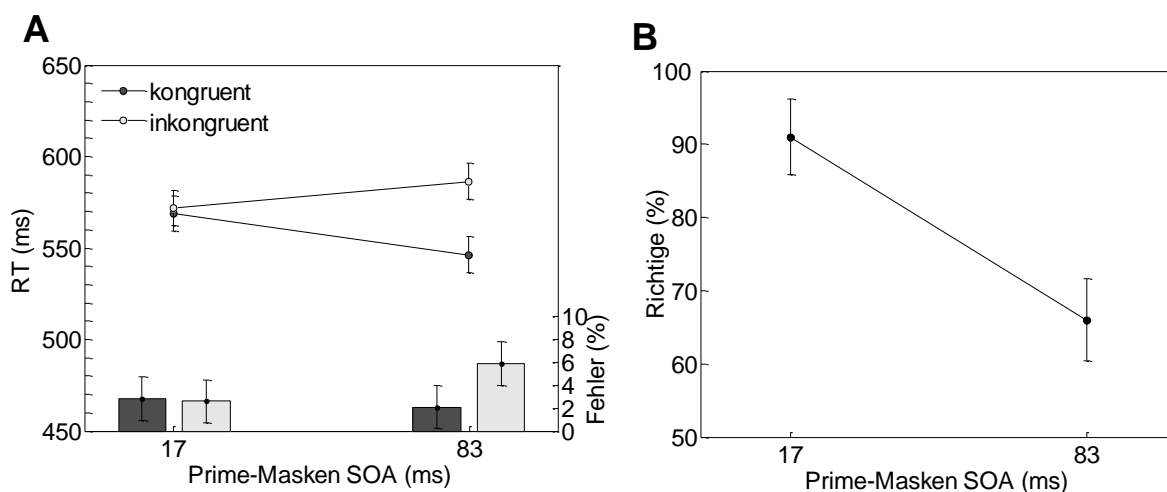 A
RT (ms)
650
600
550
500
450
kongruent
inkongruent
10
8
6
4
2
0
Fehler (%)
17
83
Prime-Masken SOA (ms)
B
Richtige (%)
100
90
80
70
60
50
17
83
Prime-Masken SOA (ms)